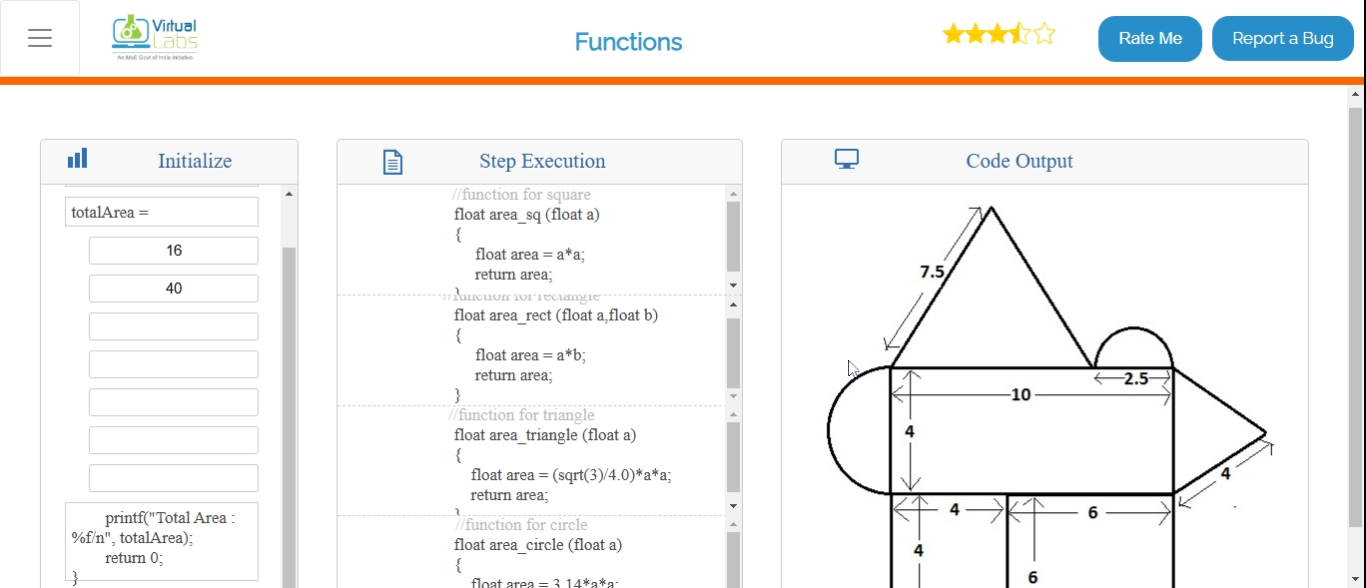 Virtual
Labs
An MoE Govt of India Initiative
Functions
Rate Me
Report a Bug
Initialize
totalArea =
16
40
printf("Total Area :
%f/n", totalArea);
return 0;
}
Step Execution
//function for square
float area_sq (float a)
{
float area = a*a;
return area;
}
//function for rectangle
float area_rect (float a,float b)
{
float area = a*b;
return area;
}
//function for triangle
float area_triangle (float a)
{
float area = (sqrt(3)/4.0)*a*a;
return area;
}
//function for circle
float area_circle (float a)
{
float area = 3.14*a*a;
Code Output
7.5
2.5
10
4
4
4
6
4
6